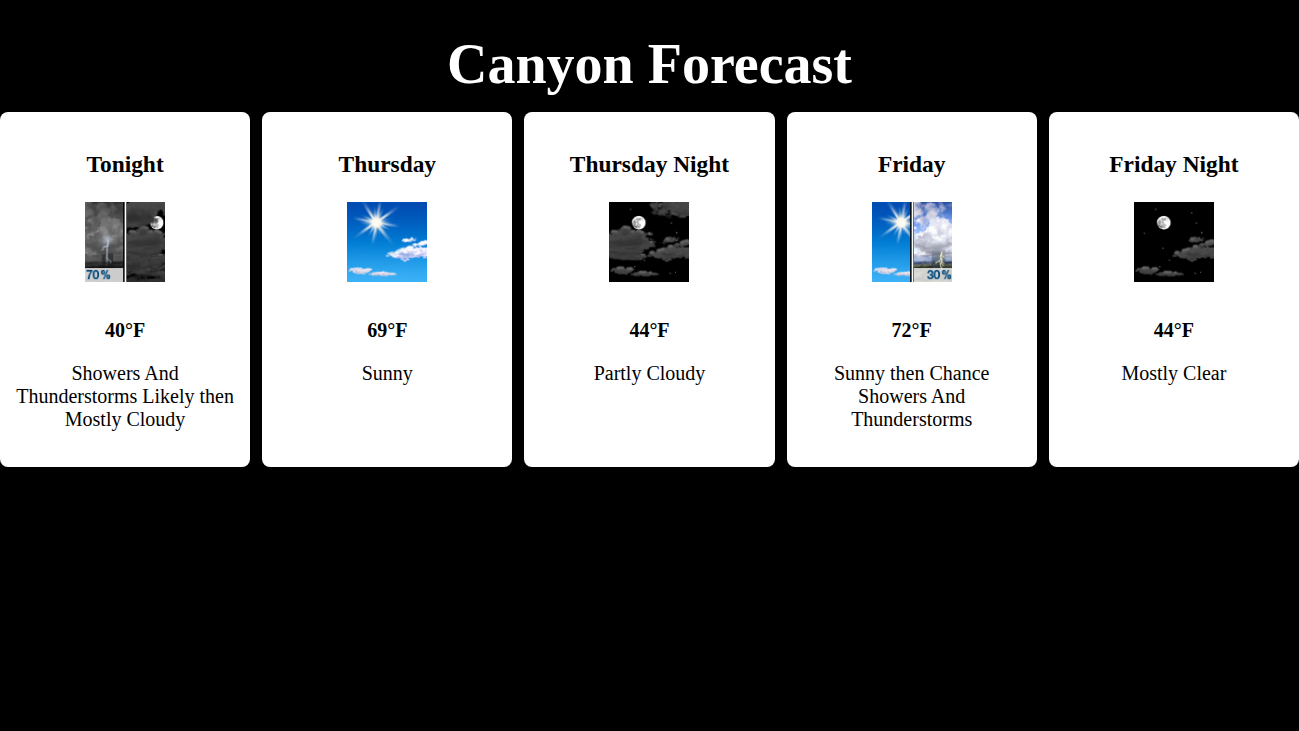 Canyon Forecast
Tonight
70%
40°F
Showers And
Thunderstorms Likely then
Mostly Cloudy
Thursday
69°F
Sunny
Thursday Night
44°F
Partly Cloudy
Friday
30%
72°F
Sunny then Chance
Showers And
Thunderstorms
Friday Night
44°F
Mostly Clear